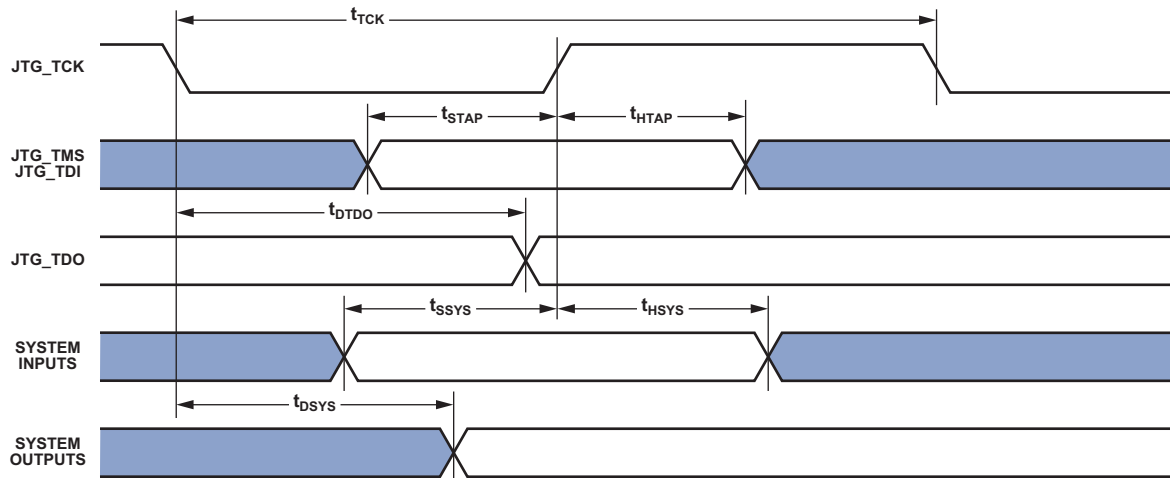 tTCK
JTG_TCK
tSTAP
tHTAP
JTG_TMS
JTG_TDI
tDTDO
JTG_TDO
tSSYS
tHSYS
SYSTEM
INPUTS
tDSYS
SYSTEM
OUTPUTS